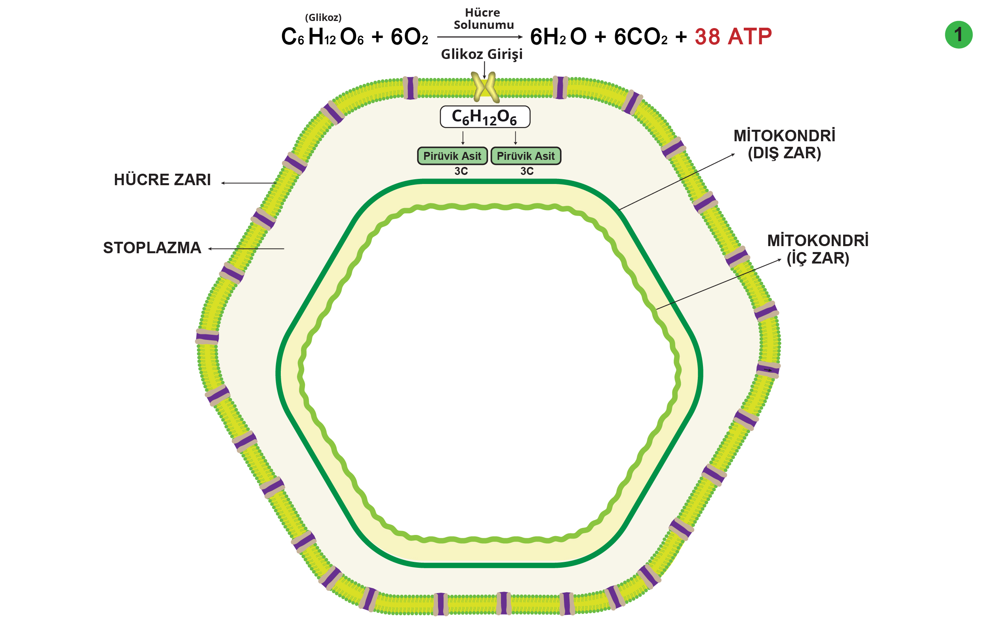 (Glikoz)
Hücre
Solunumu
C₆H₁₂O₆ + 6O₂ → 6H₂O + 6CO₂ + 38 ATP
1
Glikoz Girişi
C₆H₁₂O₆
Pirüvik Asit
Pirüvik Asit
3C
3C
MİTOKONDRİ
(DIŞ ZAR)
HÜCRE ZARI
MİTOKONDRİ
(İÇ ZAR)
STOPLAZMA